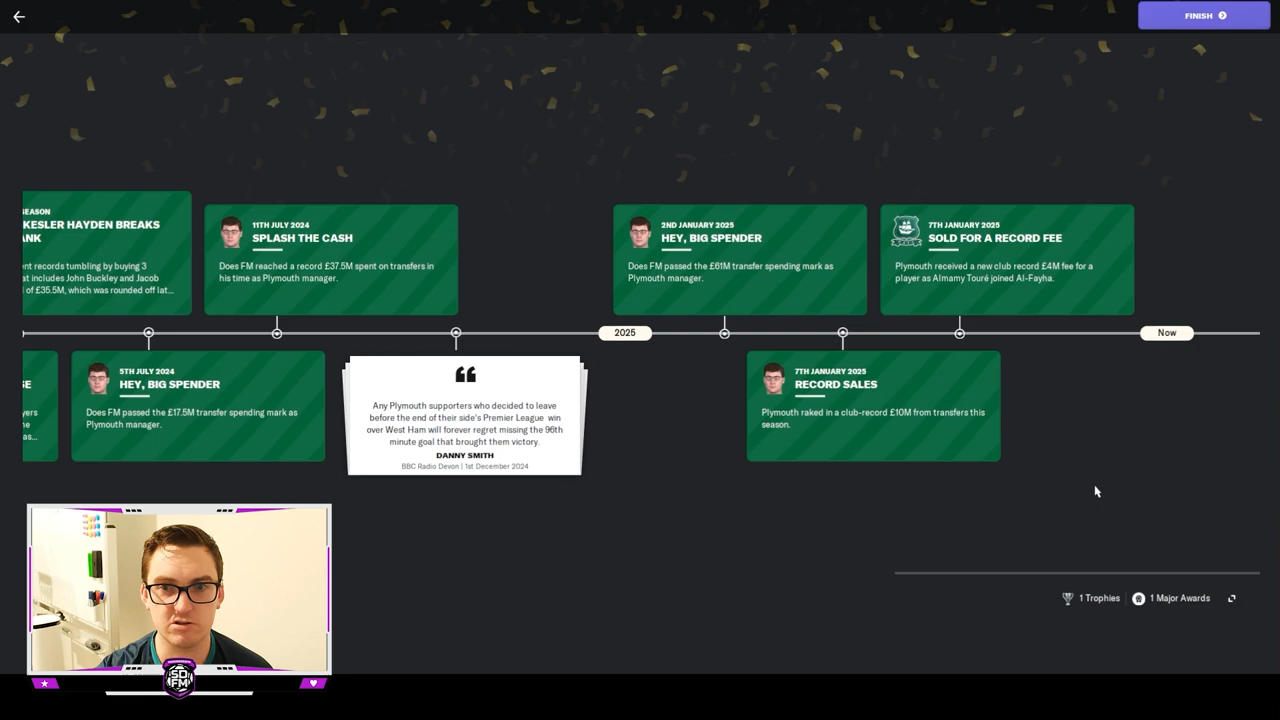 FINISH
SEASON
KESLER HAYDEN BREAKS
ANK
ent records tumbling by buying 3
at includes John Buckley and Jacob
l of £35.5M, which was rounded off lat...
11TH JULY 2024
SPLASH THE CASH
Does FM reached a record £37.5M spent on transfers in
his time as Plymouth manager.
2ND JANUARY 2025
HEY, BIG SPENDER
Does FM passed the £61M transfer spending mark as
Plymouth manager.
7TH JANUARY 2025
SOLD FOR A RECORD FEE
Plymouth received a new club record £4M fee for a
player as Almamy Touré joined Al-Fayha.
2025
Now
SE
yers
ne
as...
5TH JULY 2024
HEY, BIG SPENDER
Does FM passed the £17.5M transfer spending mark as
Plymouth manager.
Any Plymouth supporters who decided to leave
before the end of their side's Premier League win
over West Ham will forever regret missing the 96th
minute goal that brought them victory.
DANNY SMITH
BBC Radio Devon | 1st December 2024
7TH JANUARY 2025
RECORD SALES
Plymouth raked in a club-record £10M from transfers this
season.
1 Trophies
1 Major Awards
SD
FM